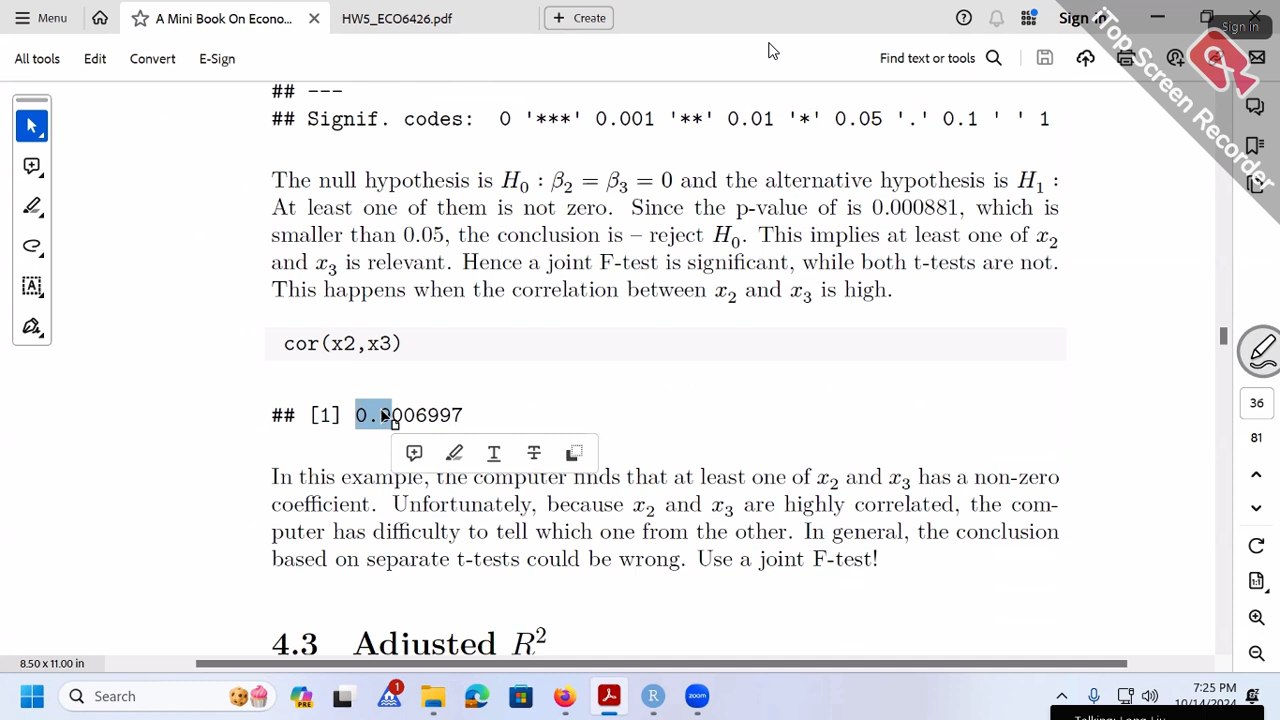 Menu
A Mini Book On Econo...
HW5_ECO6426.pdf
Create
Sign in
Sign in
iTop Screen Recorder
All tools
Edit
Convert
E-Sign
Find text or tools
## ---
## Signif. codes: 0 '***' 0.001 '**' 0.01 '*' 0.05 '.' 0.1 ' ' 1
The null hypothesis is H₀ : β₂ = β₃ = 0 and the alternative hypothesis is H₁ :
At least one of them is not zero. Since the p-value of is 0.000881, which is
smaller than 0.05, the conclusion is – reject H₀. This implies at least one of x₂
and x₃ is relevant. Hence a joint F-test is significant, while both t-tests are not.
This happens when the correlation between x₂ and x₃ is high.
cor(x2,x3)
## [1] 0.9006997
In this example, the computer finds that at least one of x₂ and x₃ has a non-zero
coefficient. Unfortunately, because x₂ and x₃ are highly correlated, the com-
puter has difficulty to tell which one from the other. In general, the conclusion
based on separate t-tests could be wrong. Use a joint F-test!
4.3 Adjusted R²
36
81
8.50 x 11.00 in
Search
PRE
1
7:25 PM
10/14/2024